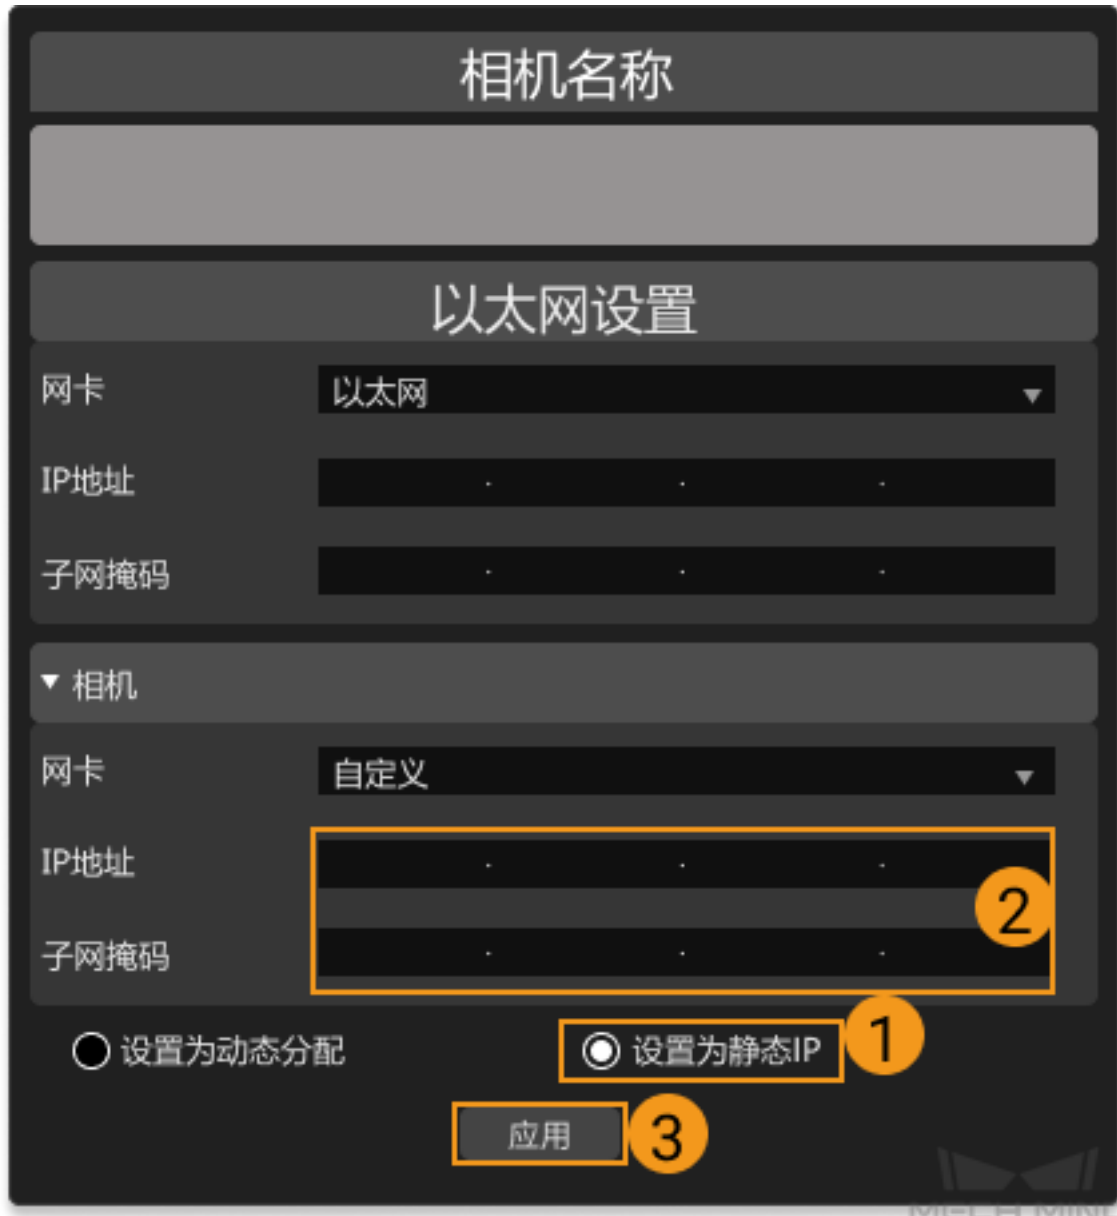 相机名称
以太网设置
网卡 以太网
IP地址 . . .
子网掩码 . . .
相机
网卡 自定义
IP地址 . . .
2
子网掩码 . . .
设置为动态分配 设置为静态IP 1
应用 3
MECH MIND